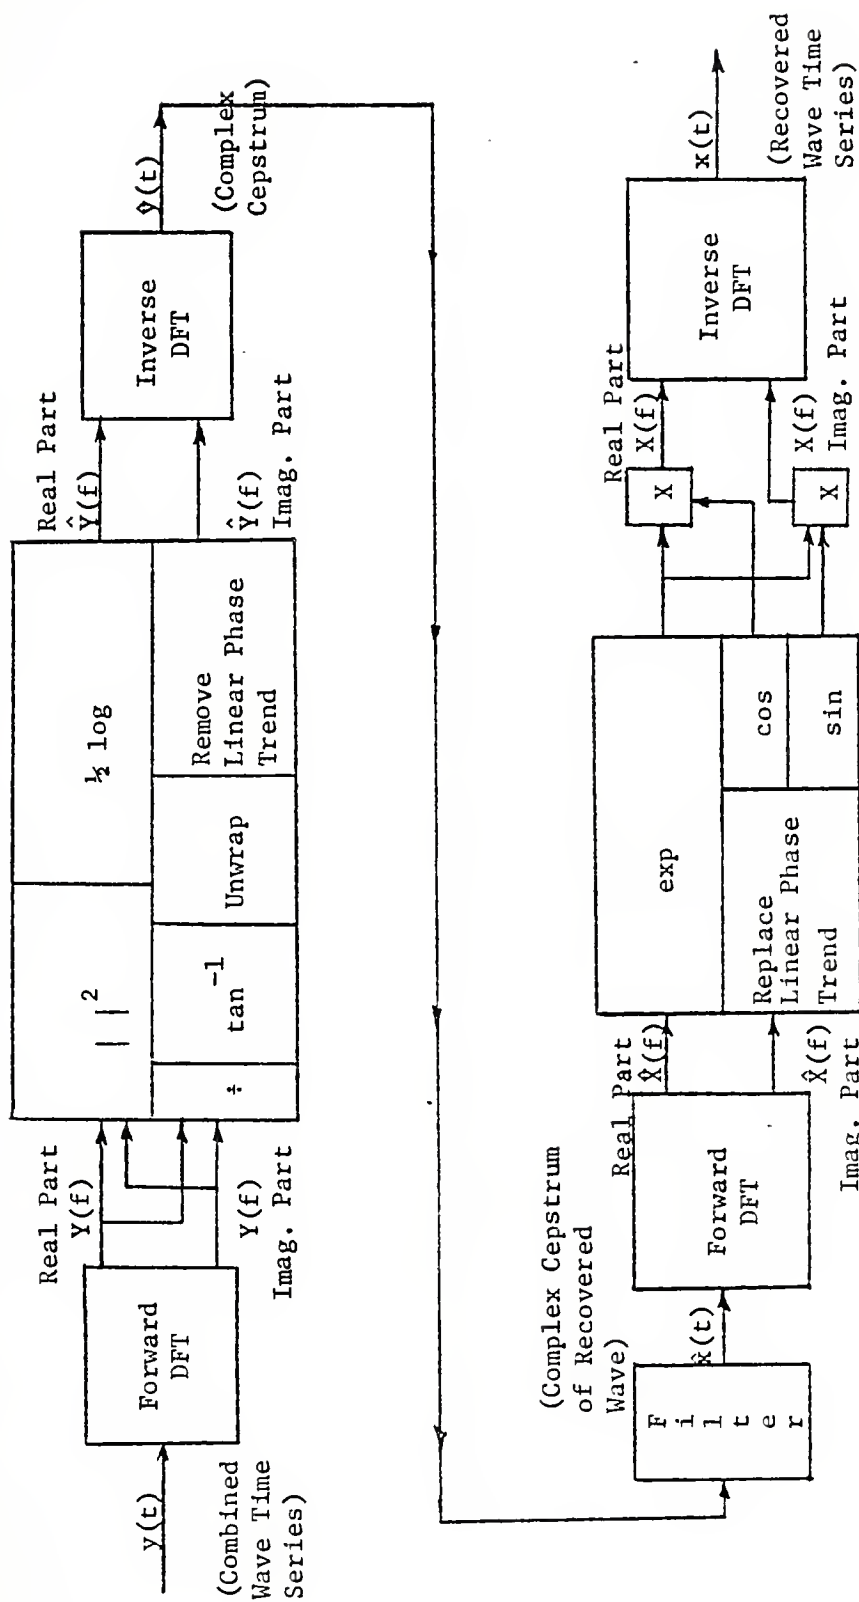 y(t)
(Combined
Wave Time
Series)
Forward
DFT
Real Part
Y(f)
Y(f)
Imag. Part
| |²
½ log
÷
tan⁻¹
Unwrap
Remove
Linear Phase
Trend
Real Part
Ŷ(f)
Ŷ(f)
Imag. Part
Inverse
DFT
ŷ(t)
(Complex
Cepstrum)
F
i
l
t
e
r
x̂(t)
(Complex Cepstrum
of Recovered
Wave)
Forward
DFT
Real Part
X̂(f)
X̂(f)
Imag. Part
exp
Replace
Linear Phase
Trend
cos
sin
X
X
Real Part
X(f)
X(f)
Imag. Part
Inverse
DFT
x(t)
(Recovered
Wave Time
Series)